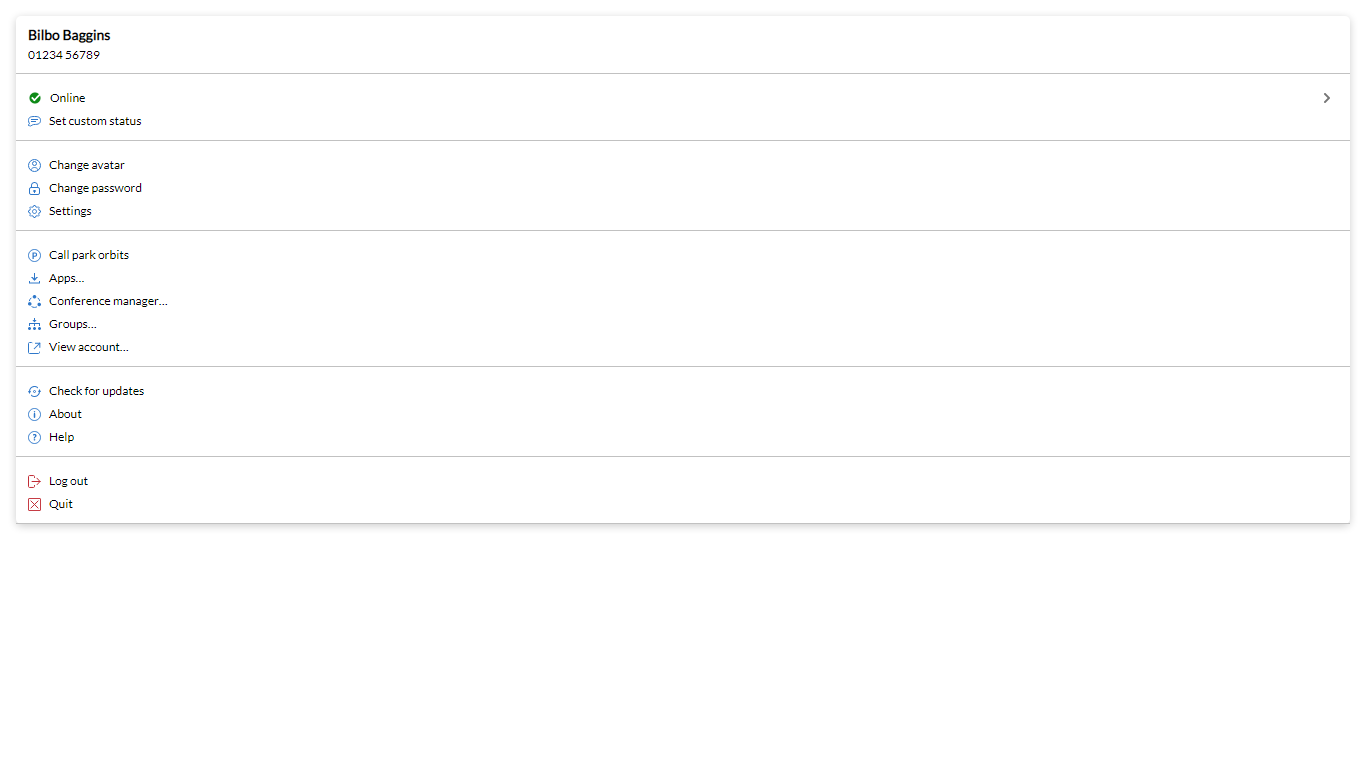 Bilbo Baggins
01234 56789
Online
Set custom status
Change avatar
Change password
Settings
Call park orbits
Apps...
Conference manager...
Groups...
View account...
Check for updates
About
Help
Log out
Quit